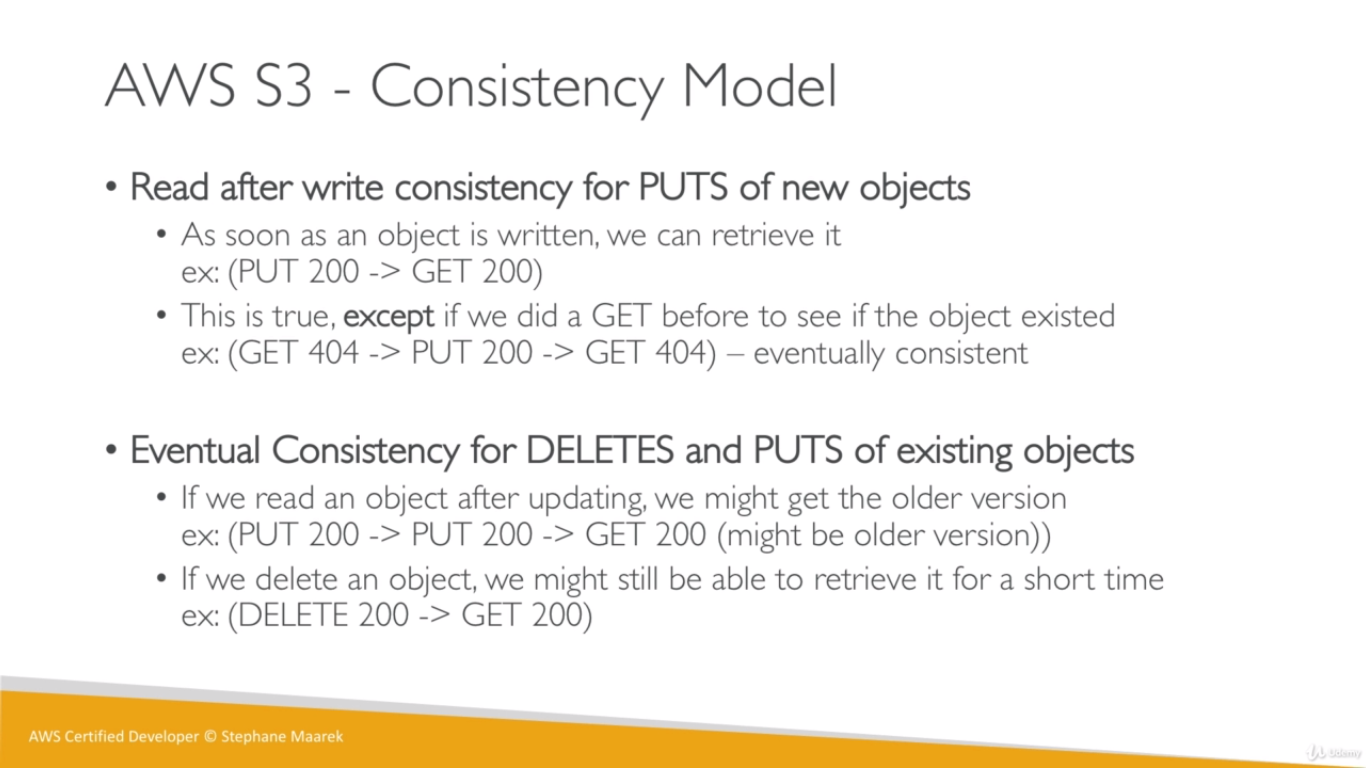 AWS S3 - Consistency Model
• Read after write consistency for PUTS of new objects
• As soon as an object is written, we can retrieve it
ex: (PUT 200 -> GET 200)
• This is true, except if we did a GET before to see if the object existed
ex: (GET 404 -> PUT 200 -> GET 404) – eventually consistent
• Eventual Consistency for DELETES and PUTS of existing objects
• If we read an object after updating, we might get the older version
ex: (PUT 200 -> PUT 200 -> GET 200 (might be older version))
• If we delete an object, we might still be able to retrieve it for a short time
ex: (DELETE 200 -> GET 200)
AWS Certified Developer © Stephane Maarek
Udemy